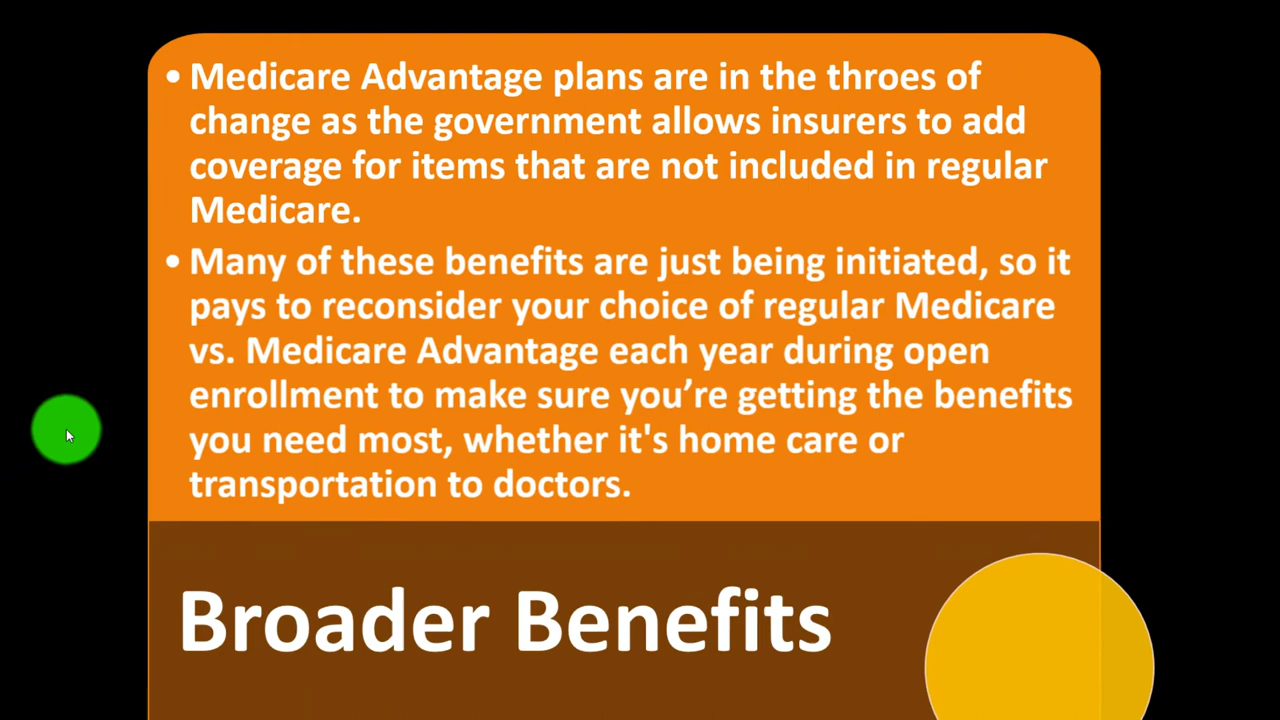 • Medicare Advantage plans are in the throes of
change as the government allows insurers to add
coverage for items that are not included in regular
Medicare.
• Many of these benefits are just being initiated, so it
pays to reconsider your choice of regular Medicare
vs. Medicare Advantage each year during open
enrollment to make sure you’re getting the benefits
you need most, whether it's home care or
transportation to doctors.
Broader Benefits